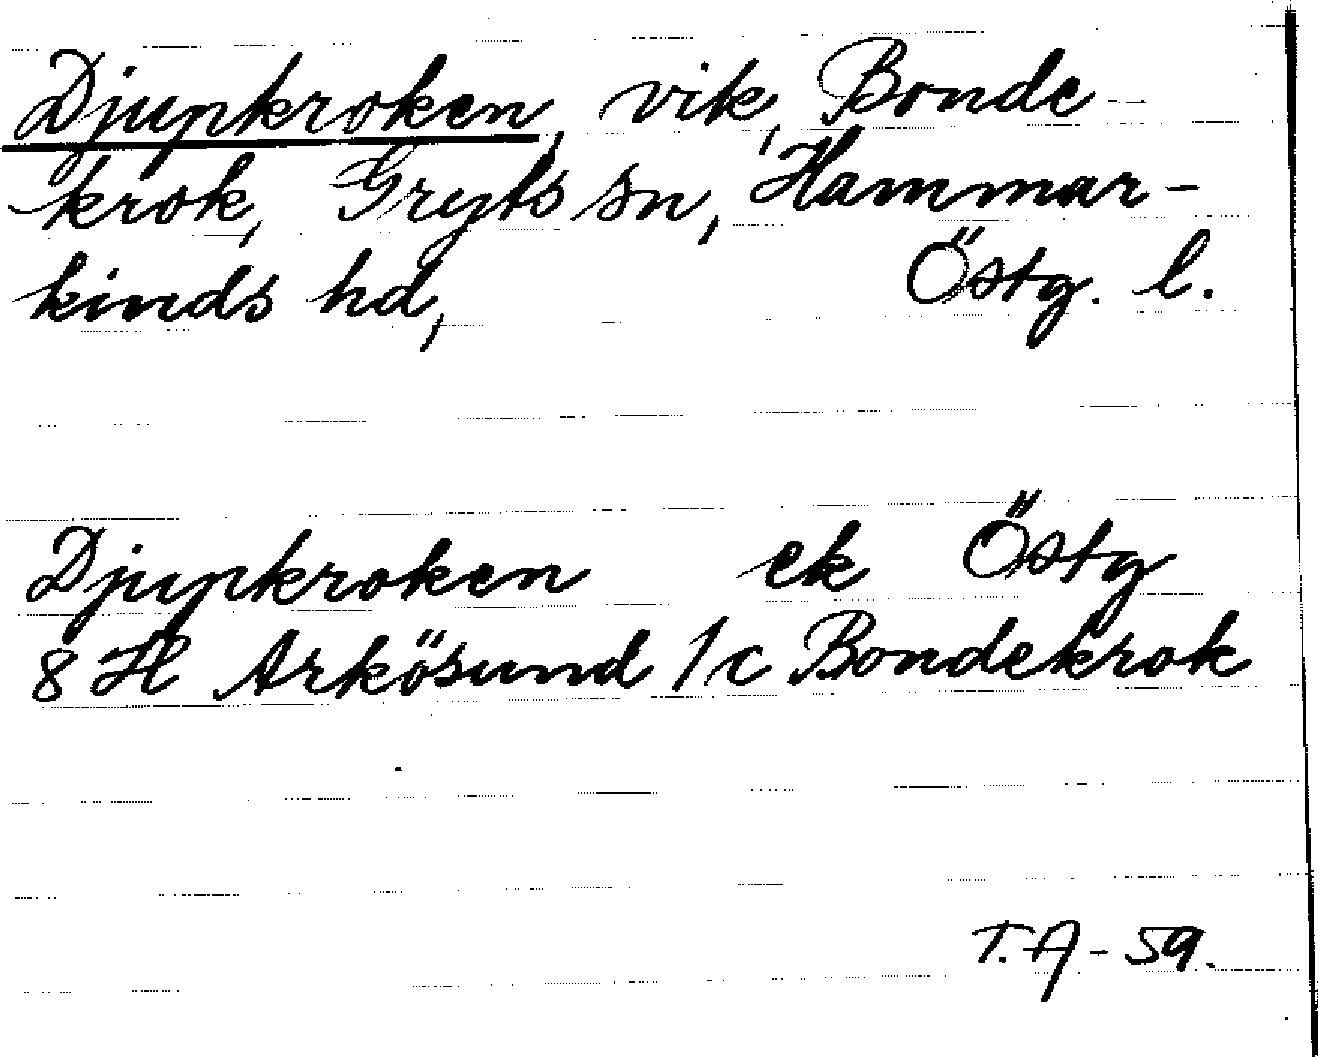 Djupkroken, vik, Bonde-
krok, Gryts sn, Hammar-
kinds hd, Östg. l.
Djupkroken ek Östg
8 H Arkösund 1c Bondekrok
T.A-59.